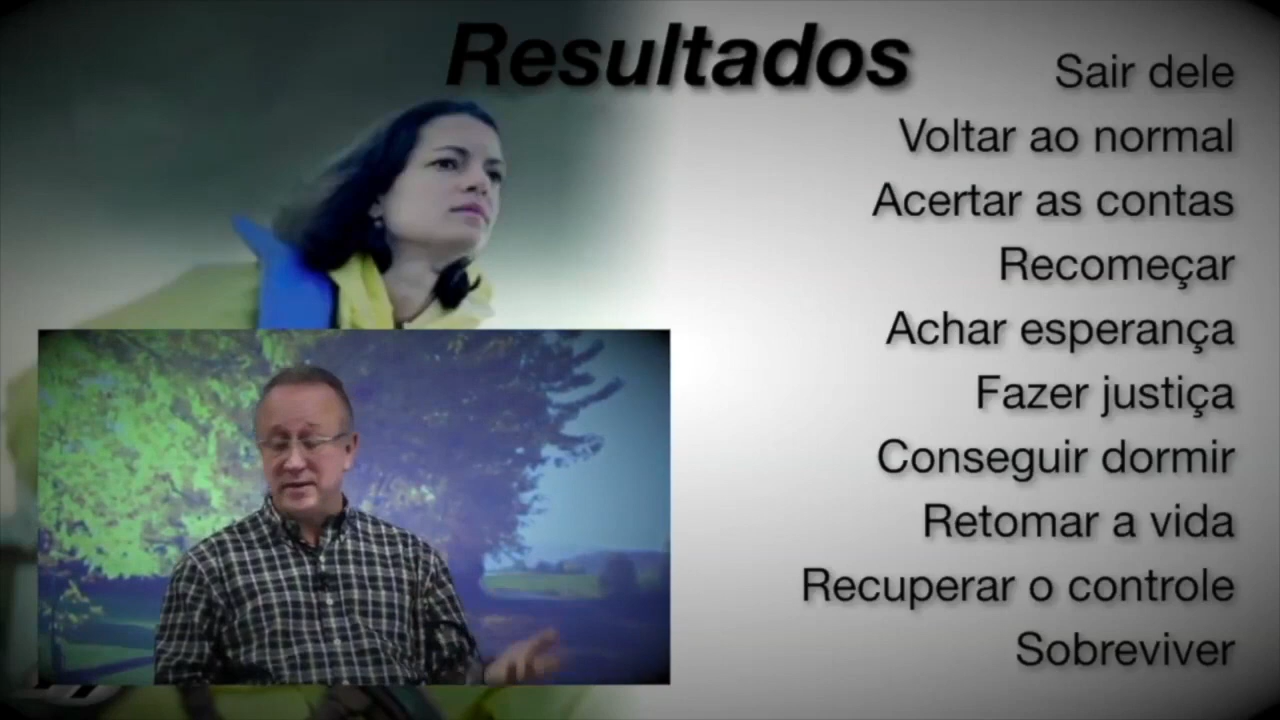 Resultados
Sair dele
Voltar ao normal
Acertar as contas
Recomeçar
Achar esperança
Fazer justiça
Conseguir dormir
Retomar a vida
Recuperar o controle
Sobreviver